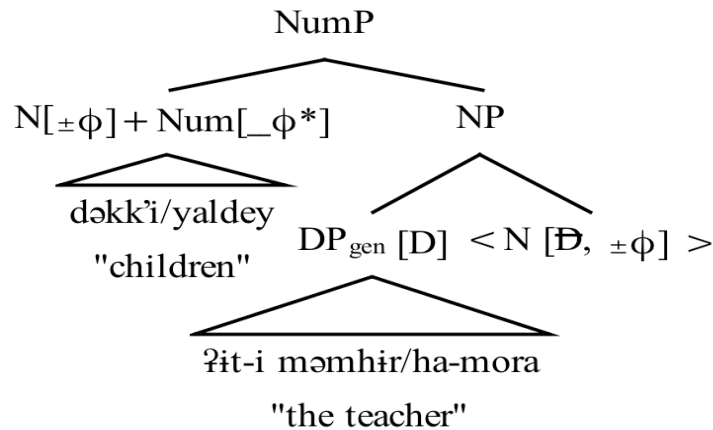 NumP
N[±ϕ]+Num[_ϕ*] NP
dəkk'i/yaldey
"children"
DPgen [D] <N [D̶, ±ϕ] >
ʔɨt-i məmhɨr/ha-mora
"the teacher"